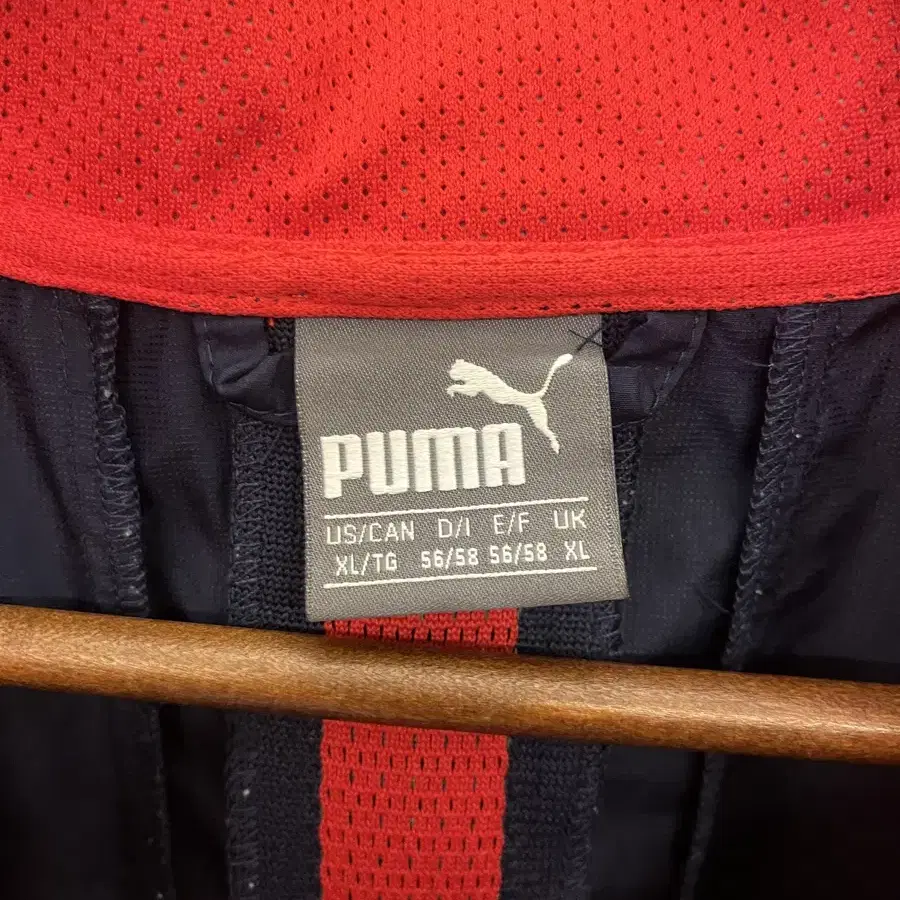 PUMA
US/CAN D/I E/F UK
XL/TG 56/58 56/58 XL